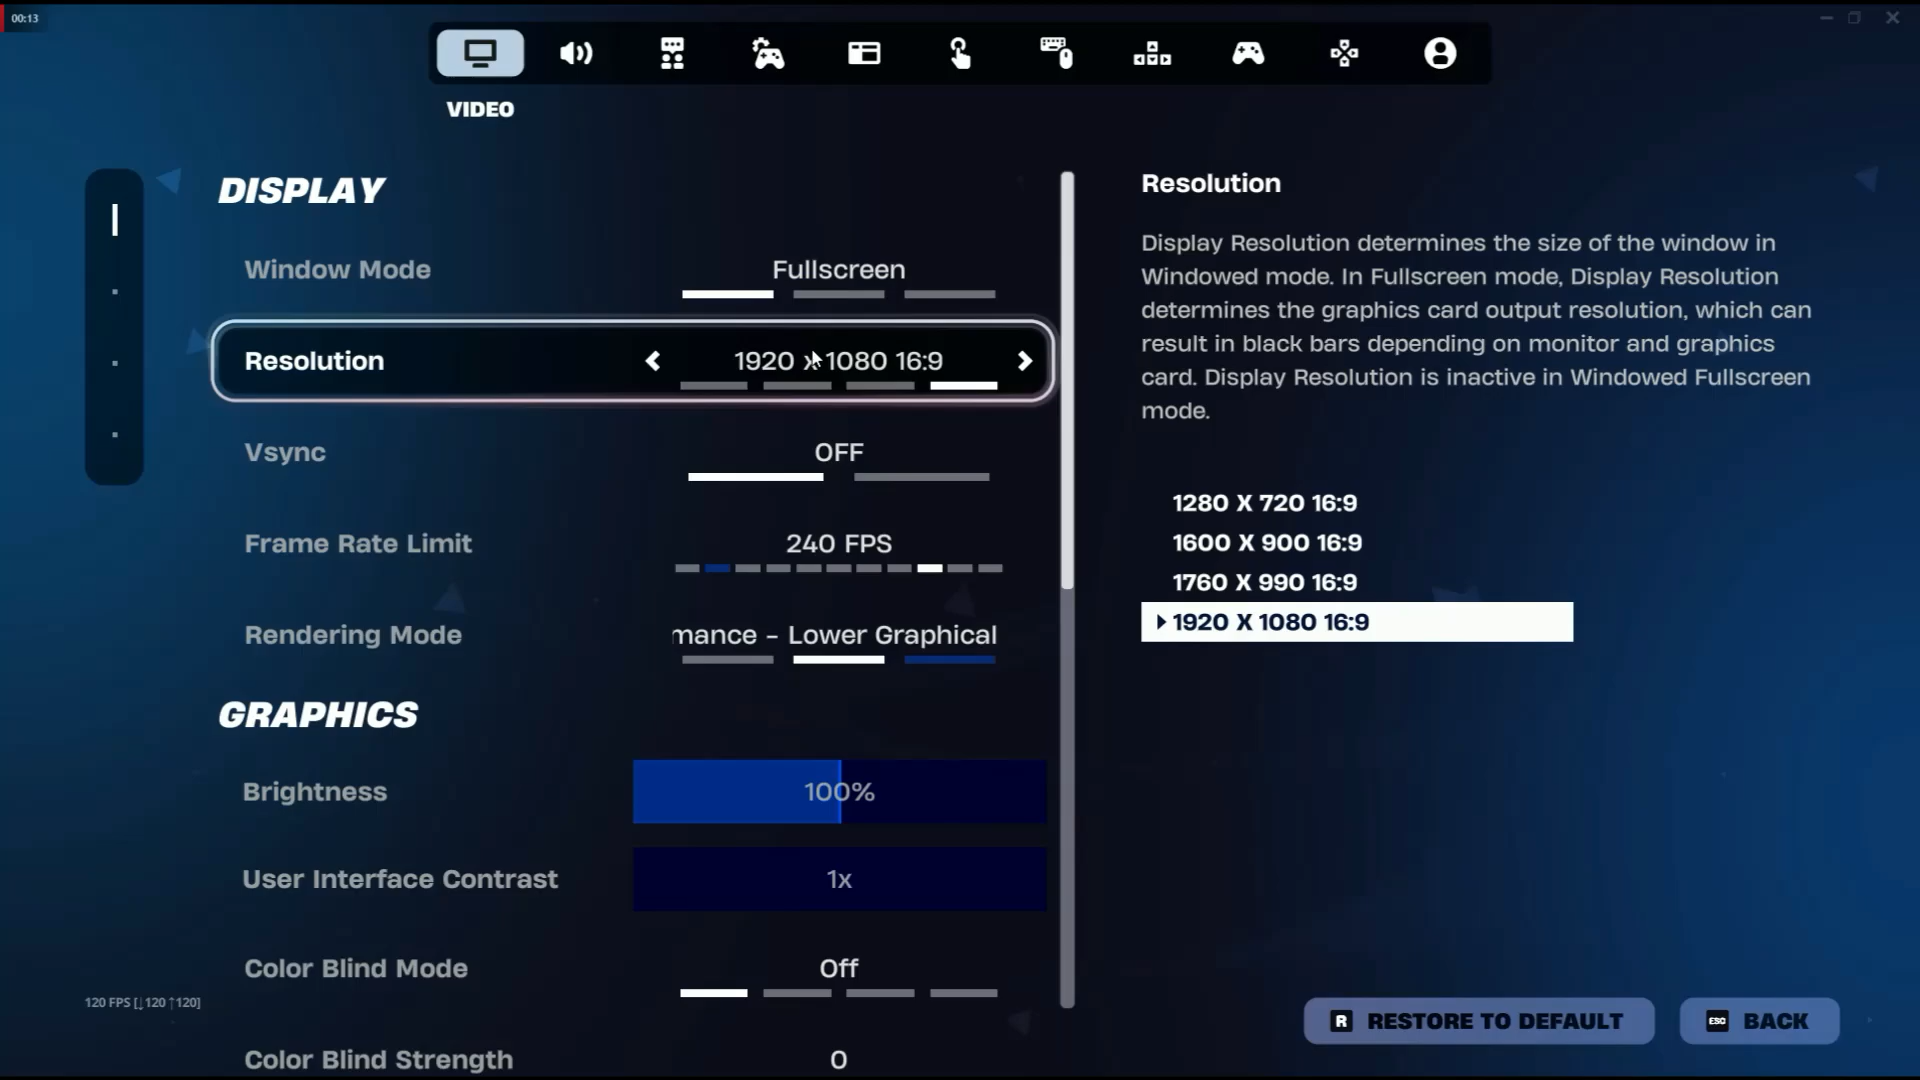 00:13
VIDEO
DISPLAY
Window Mode
Fullscreen
Resolution
1920 x 1080 16:9
Vsync
OFF
Frame Rate Limit
240 FPS
Rendering Mode
mance - Lower Graphical
GRAPHICS
Brightness
100%
User Interface Contrast
1x
Color Blind Mode
Off
Color Blind Strength
0
120 FPS [↓120 ↑120]
Resolution
Display Resolution determines the size of the window in
Windowed mode. In Fullscreen mode, Display Resolution
determines the graphics card output resolution, which can
result in black bars depending on monitor and graphics
card. Display Resolution is inactive in Windowed Fullscreen
mode.
1280 X 720 16:9
1600 X 900 16:9
1760 X 990 16:9
1920 X 1080 16:9
R RESTORE TO DEFAULT
ESC BACK